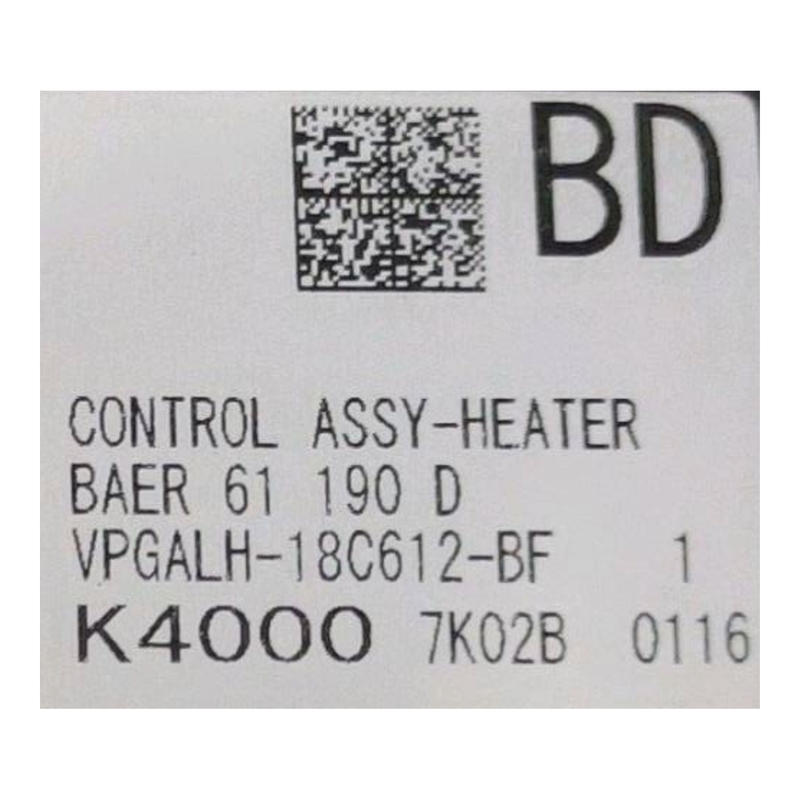 BD
CONTROL ASSY-HEATER
BAER 61 190 D
VPGALH-18C612-BF 1
K4000 7K02B 0116